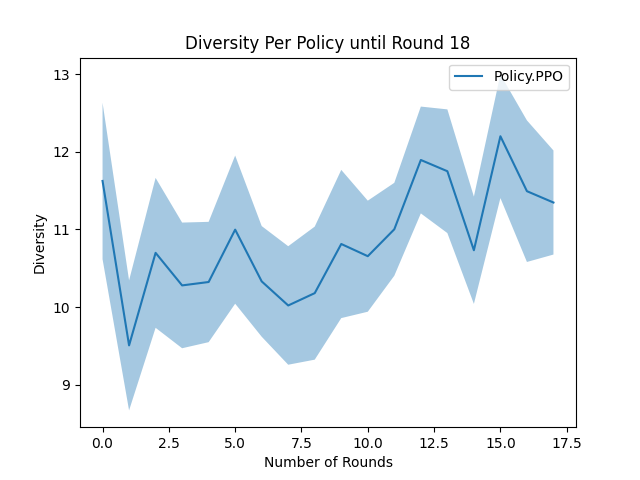 Diversity Per Policy until Round 18
Policy.PPO
Diversity
13
12
11
10
9
0.0 2.5 5.0 7.5 10.0 12.5 15.0 17.5
Number of Rounds